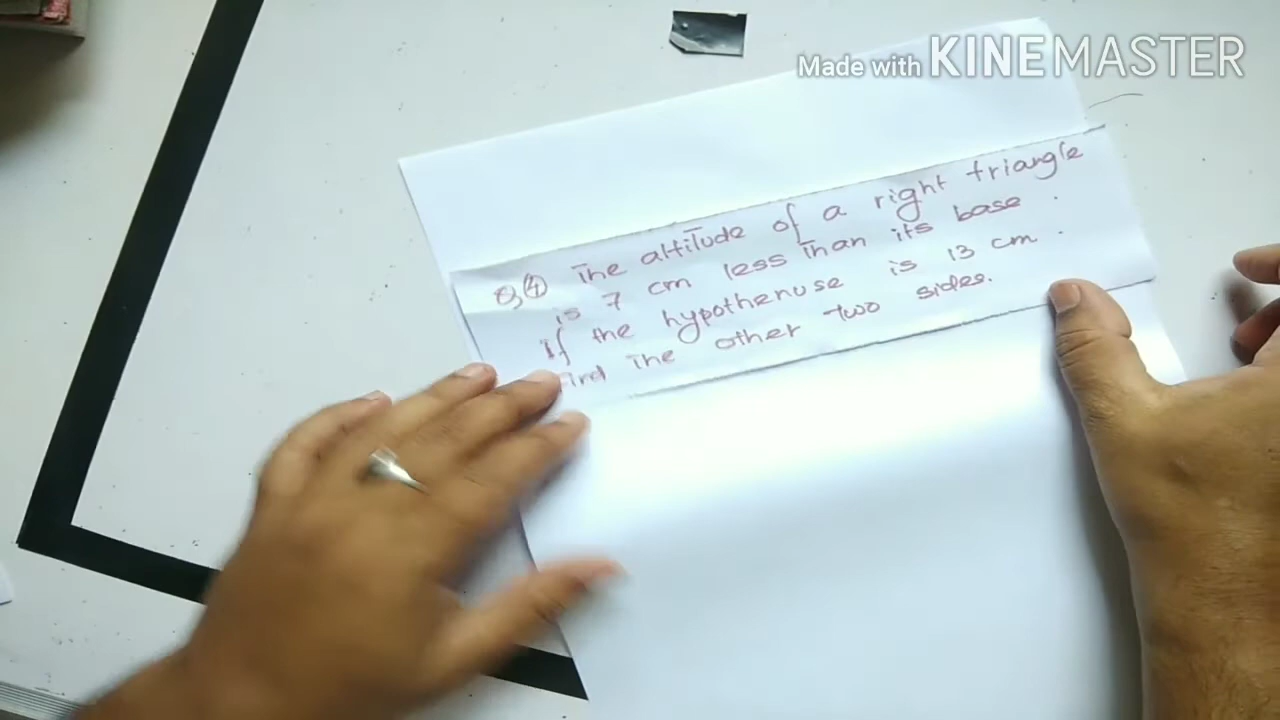 Made with KINEMASTER
Q,④ The altitude of a right triangle
is 7 cm less than its base.
If the hypothenuse is 13 cm.
Find the other two sides.